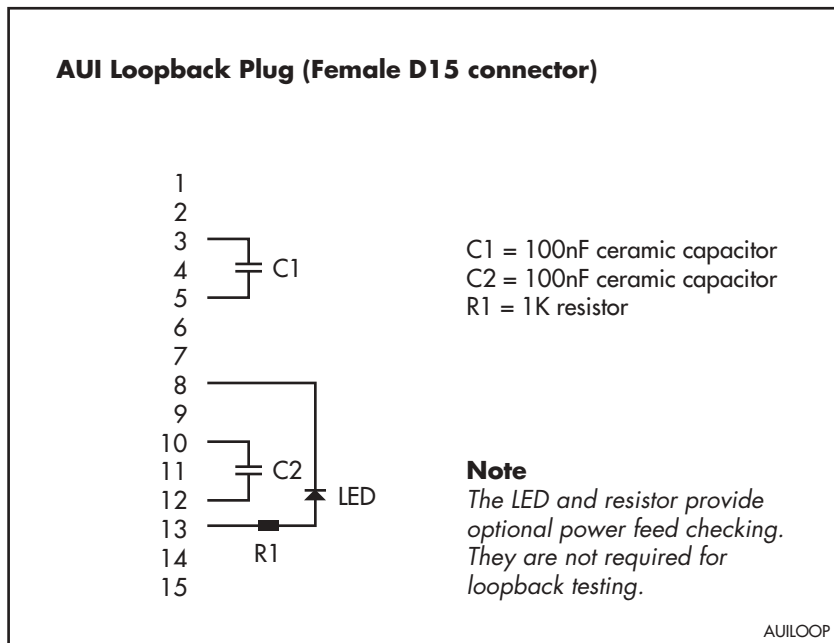 AUI Loopback Plug (Female D15 connector)
1
2
3
4
5
6
7
8
9
10
11
12
13
14
15
C1
C2
LED
R1
C1 = 100nF ceramic capacitor
C2 = 100nF ceramic capacitor
R1 = 1K resistor
Note
The LED and resistor provide
optional power feed checking.
They are not required for
loopback testing.
AUILOOP